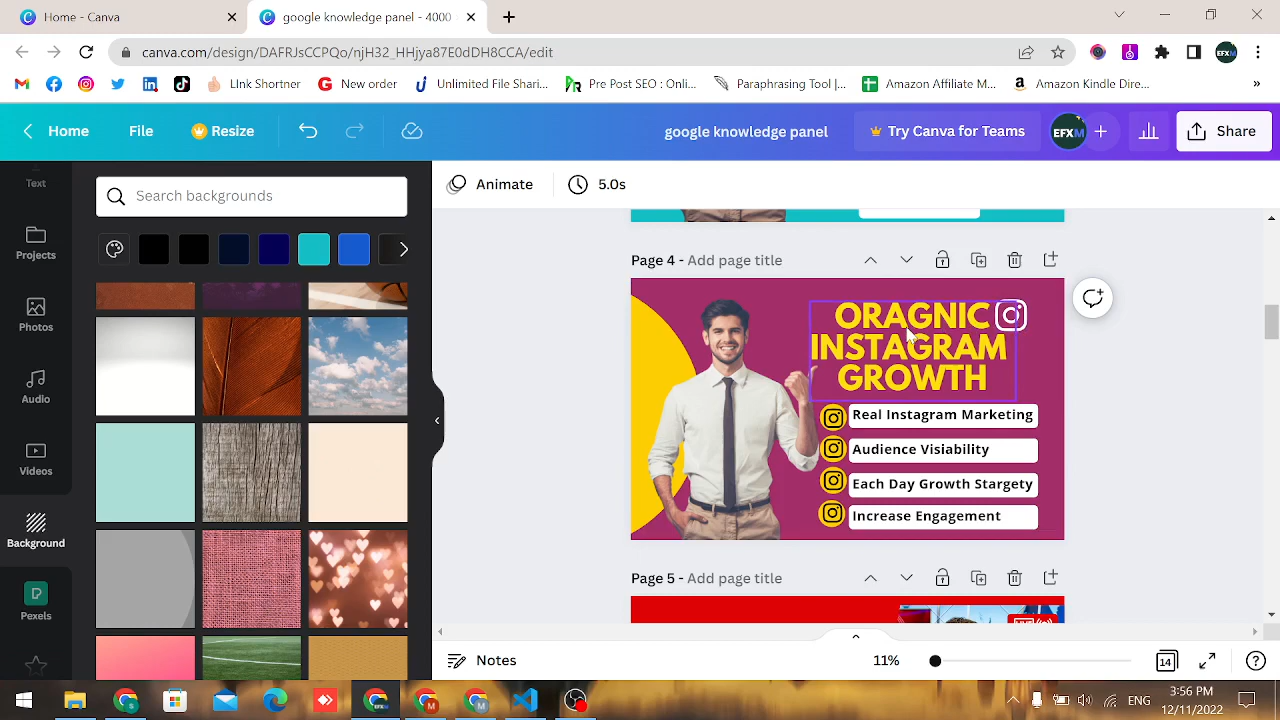 Home - Canva
google knowledge panel - 4000
canva.com/design/DAFRJsCCPQo/njH32_HHjya87E0dDH8CCA/edit
EFXM
Link Shortner
New order
Unlimited File Shari...
Pre Post SEO : Onlin...
Paraphrasing Tool |...
Amazon Affiliate M...
Amazon Kindle Dire...
Home
File
Resize
google knowledge panel
Try Canva for Teams
EFXM
Share
Text
Projects
Photos
Audio
Videos
Background
Pexels
Search backgrounds
Animate
5.0s
Page 4 - Add page title
ORAGNIC
INSTAGRAM
GROWTH
Real Instagram Marketing
Audience Visiability
Each Day Growth Stargety
Increase Engagement
Page 5 - Add page title
Notes
11%
14
ENG
3:56 PM
12/11/2022